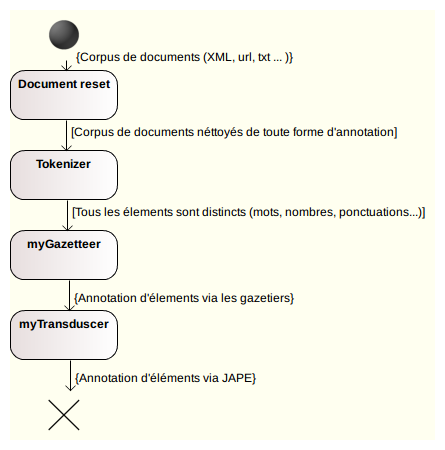 {Corpus de documents (XML, url, txt ... )}
Document reset
[Corpus de documents néttoyés de toute forme d'annotation]
Tokenizer
[Tous les élements sont distincts (mots, nombres, ponctuations...)]
myGazetteer
{Annotation d'élements via les gazetiers}
myTransduscer
{Annotation d'éléments via JAPE}